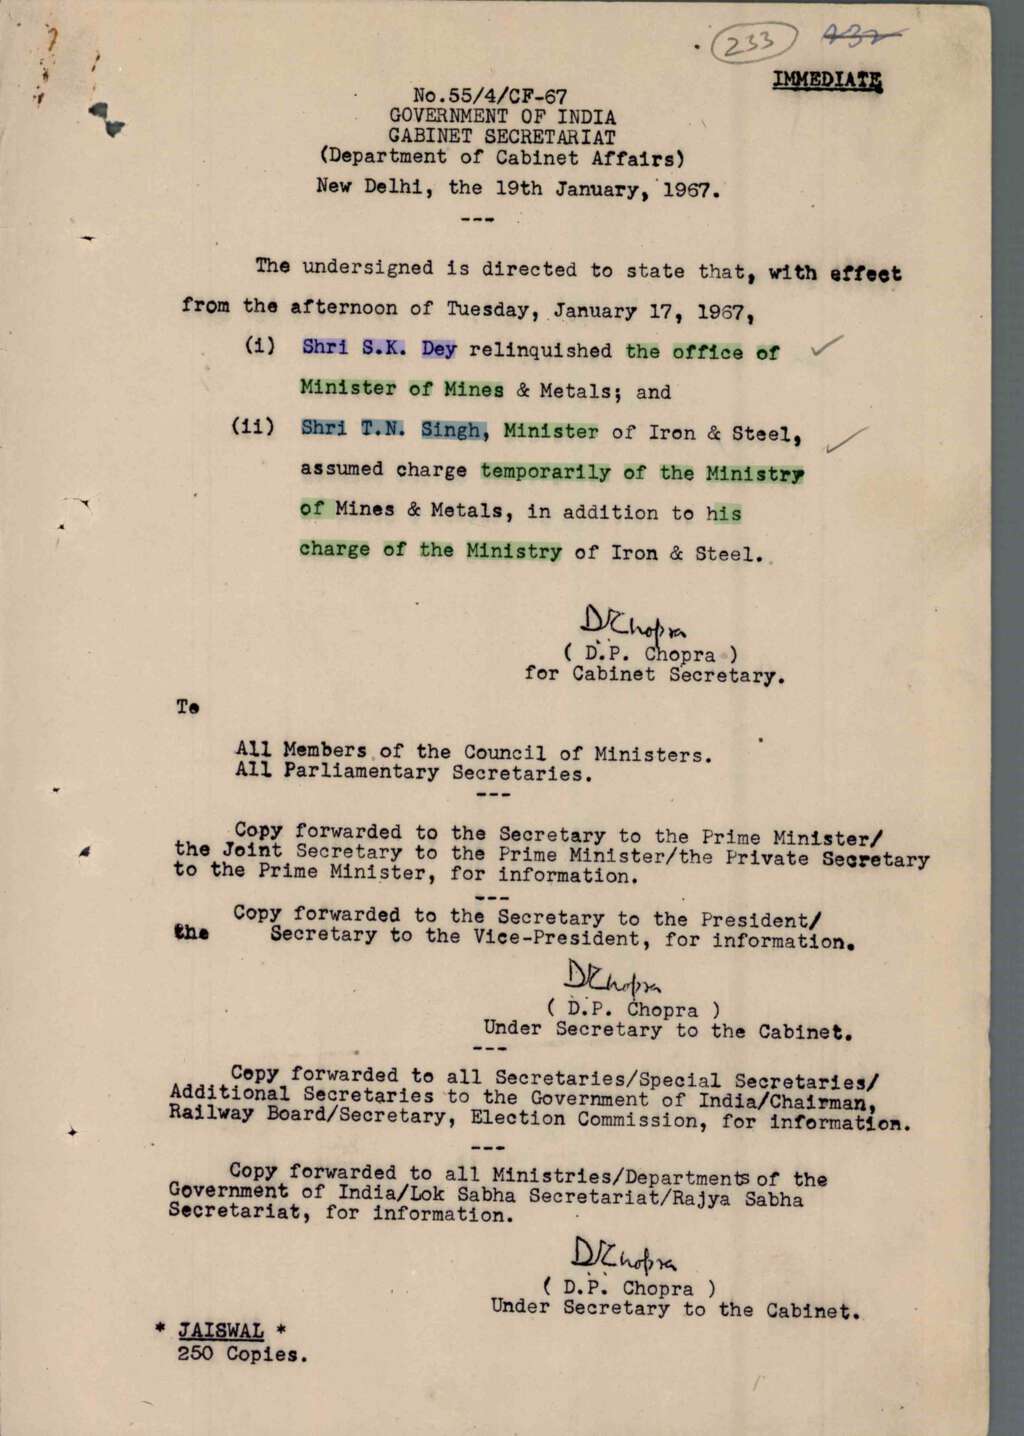 233 232
IMMEDIATE
No.55/4/CF-67
GOVERNMENT OF INDIA
CABINET SECRETARIAT
(Department of Cabinet Affairs)
New Delhi, the 19th January, 1967.
---
The undersigned is directed to state that, with effect
from the afternoon of Tuesday, January 17, 1967,
(i) Shri S.K. Dey relinquished the office of
Minister of Mines & Metals; and
(ii) Shri T.N. Singh, Minister of Iron & Steel,
assumed charge temporarily of the Ministry
of Mines & Metals, in addition to his
charge of the Ministry of Iron & Steel.
DPChopra
( D.P. Chopra )
for Cabinet Secretary.
To
All Members of the Council of Ministers.
All Parliamentary Secretaries.
---
Copy forwarded to the Secretary to the Prime Minister/
the Joint Secretary to the Prime Minister/the Private Secretary
to the Prime Minister, for information.
---
Copy forwarded to the Secretary to the President/
the Secretary to the Vice-President, for information.
DPChopra
( D.P. Chopra )
Under Secretary to the Cabinet.
---
Copy forwarded to all Secretaries/Special Secretaries/
Additional Secretaries to the Government of India/Chairman,
Railway Board/Secretary, Election Commission, for information.
---
Copy forwarded to all Ministries/Departments of the
Government of India/Lok Sabha Secretariat/Rajya Sabha
Secretariat, for information.
DPChopra
( D.P. Chopra )
Under Secretary to the Cabinet.
* JAISWAL *
250 Copies.